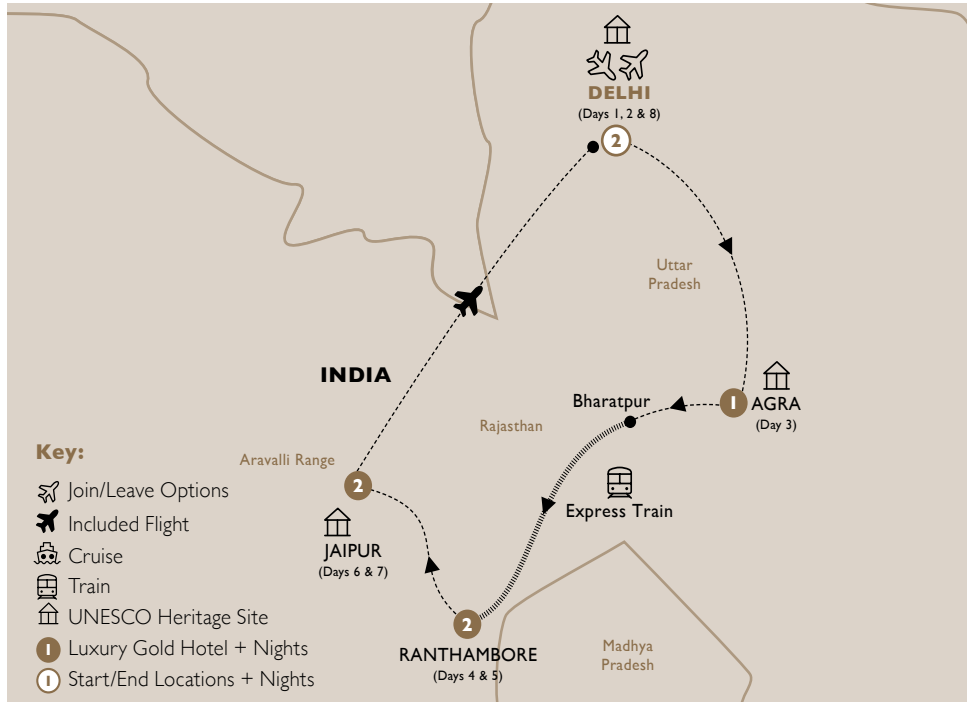 DELHI
(Days 1, 2 & 8)
2
Uttar
Pradesh
INDIA
Bharatpur
1
AGRA
(Day 3)
Rajasthan
Aravalli Range
2
Express Train
JAIPUR
(Days 6 & 7)
2
RANTHAMBORE
(Days 4 & 5)
Madhya
Pradesh
Key:
Join/Leave Options
Included Flight
Cruise
Train
UNESCO Heritage Site
1 Luxury Gold Hotel + Nights
1 Start/End Locations + Nights